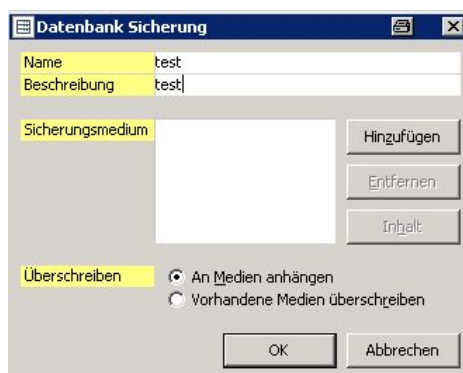 Datenbank Sicherung
Name test
Beschreibung test
Sicherungsmedium
Hinzufügen
Entfernen
Inhalt
Überschreiben
An Medien anhängen
Vorhandene Medien überschreiben
OK Abbrechen